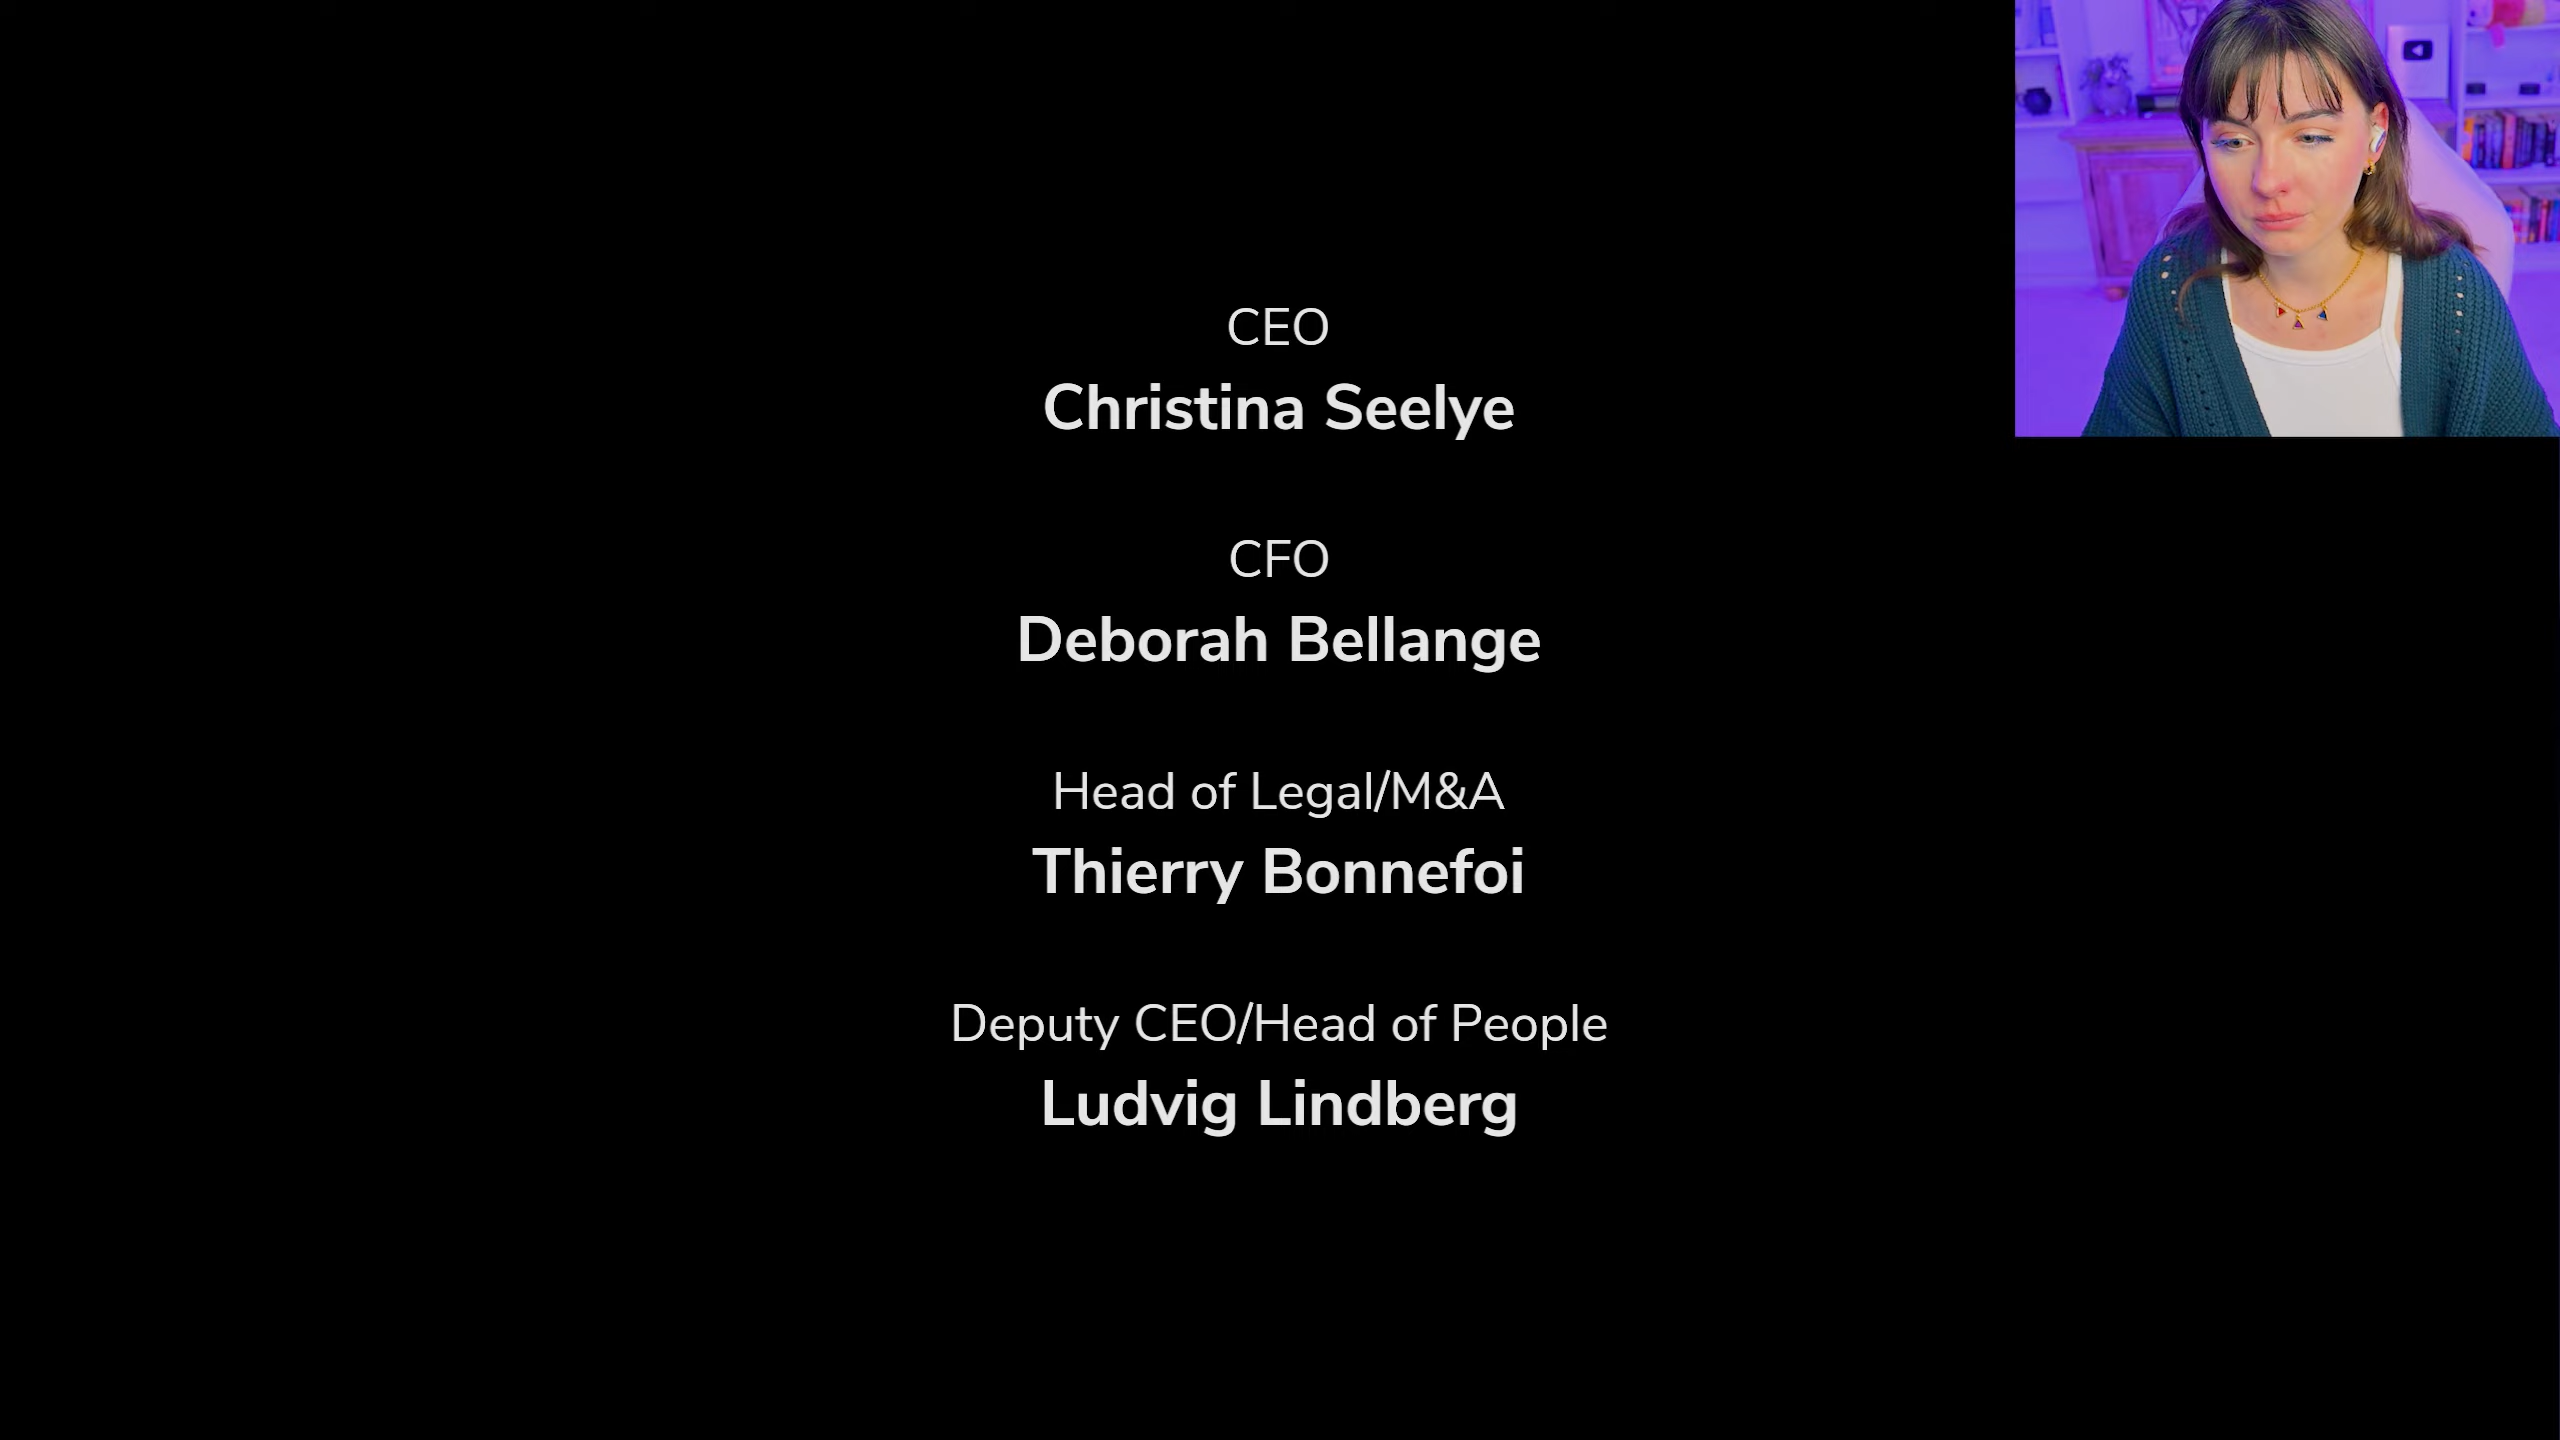 CEO
Christina Seelye
CFO
Deborah Bellange
Head of Legal/M&A
Thierry Bonnefoi
Deputy CEO/Head of People
Ludvig Lindberg